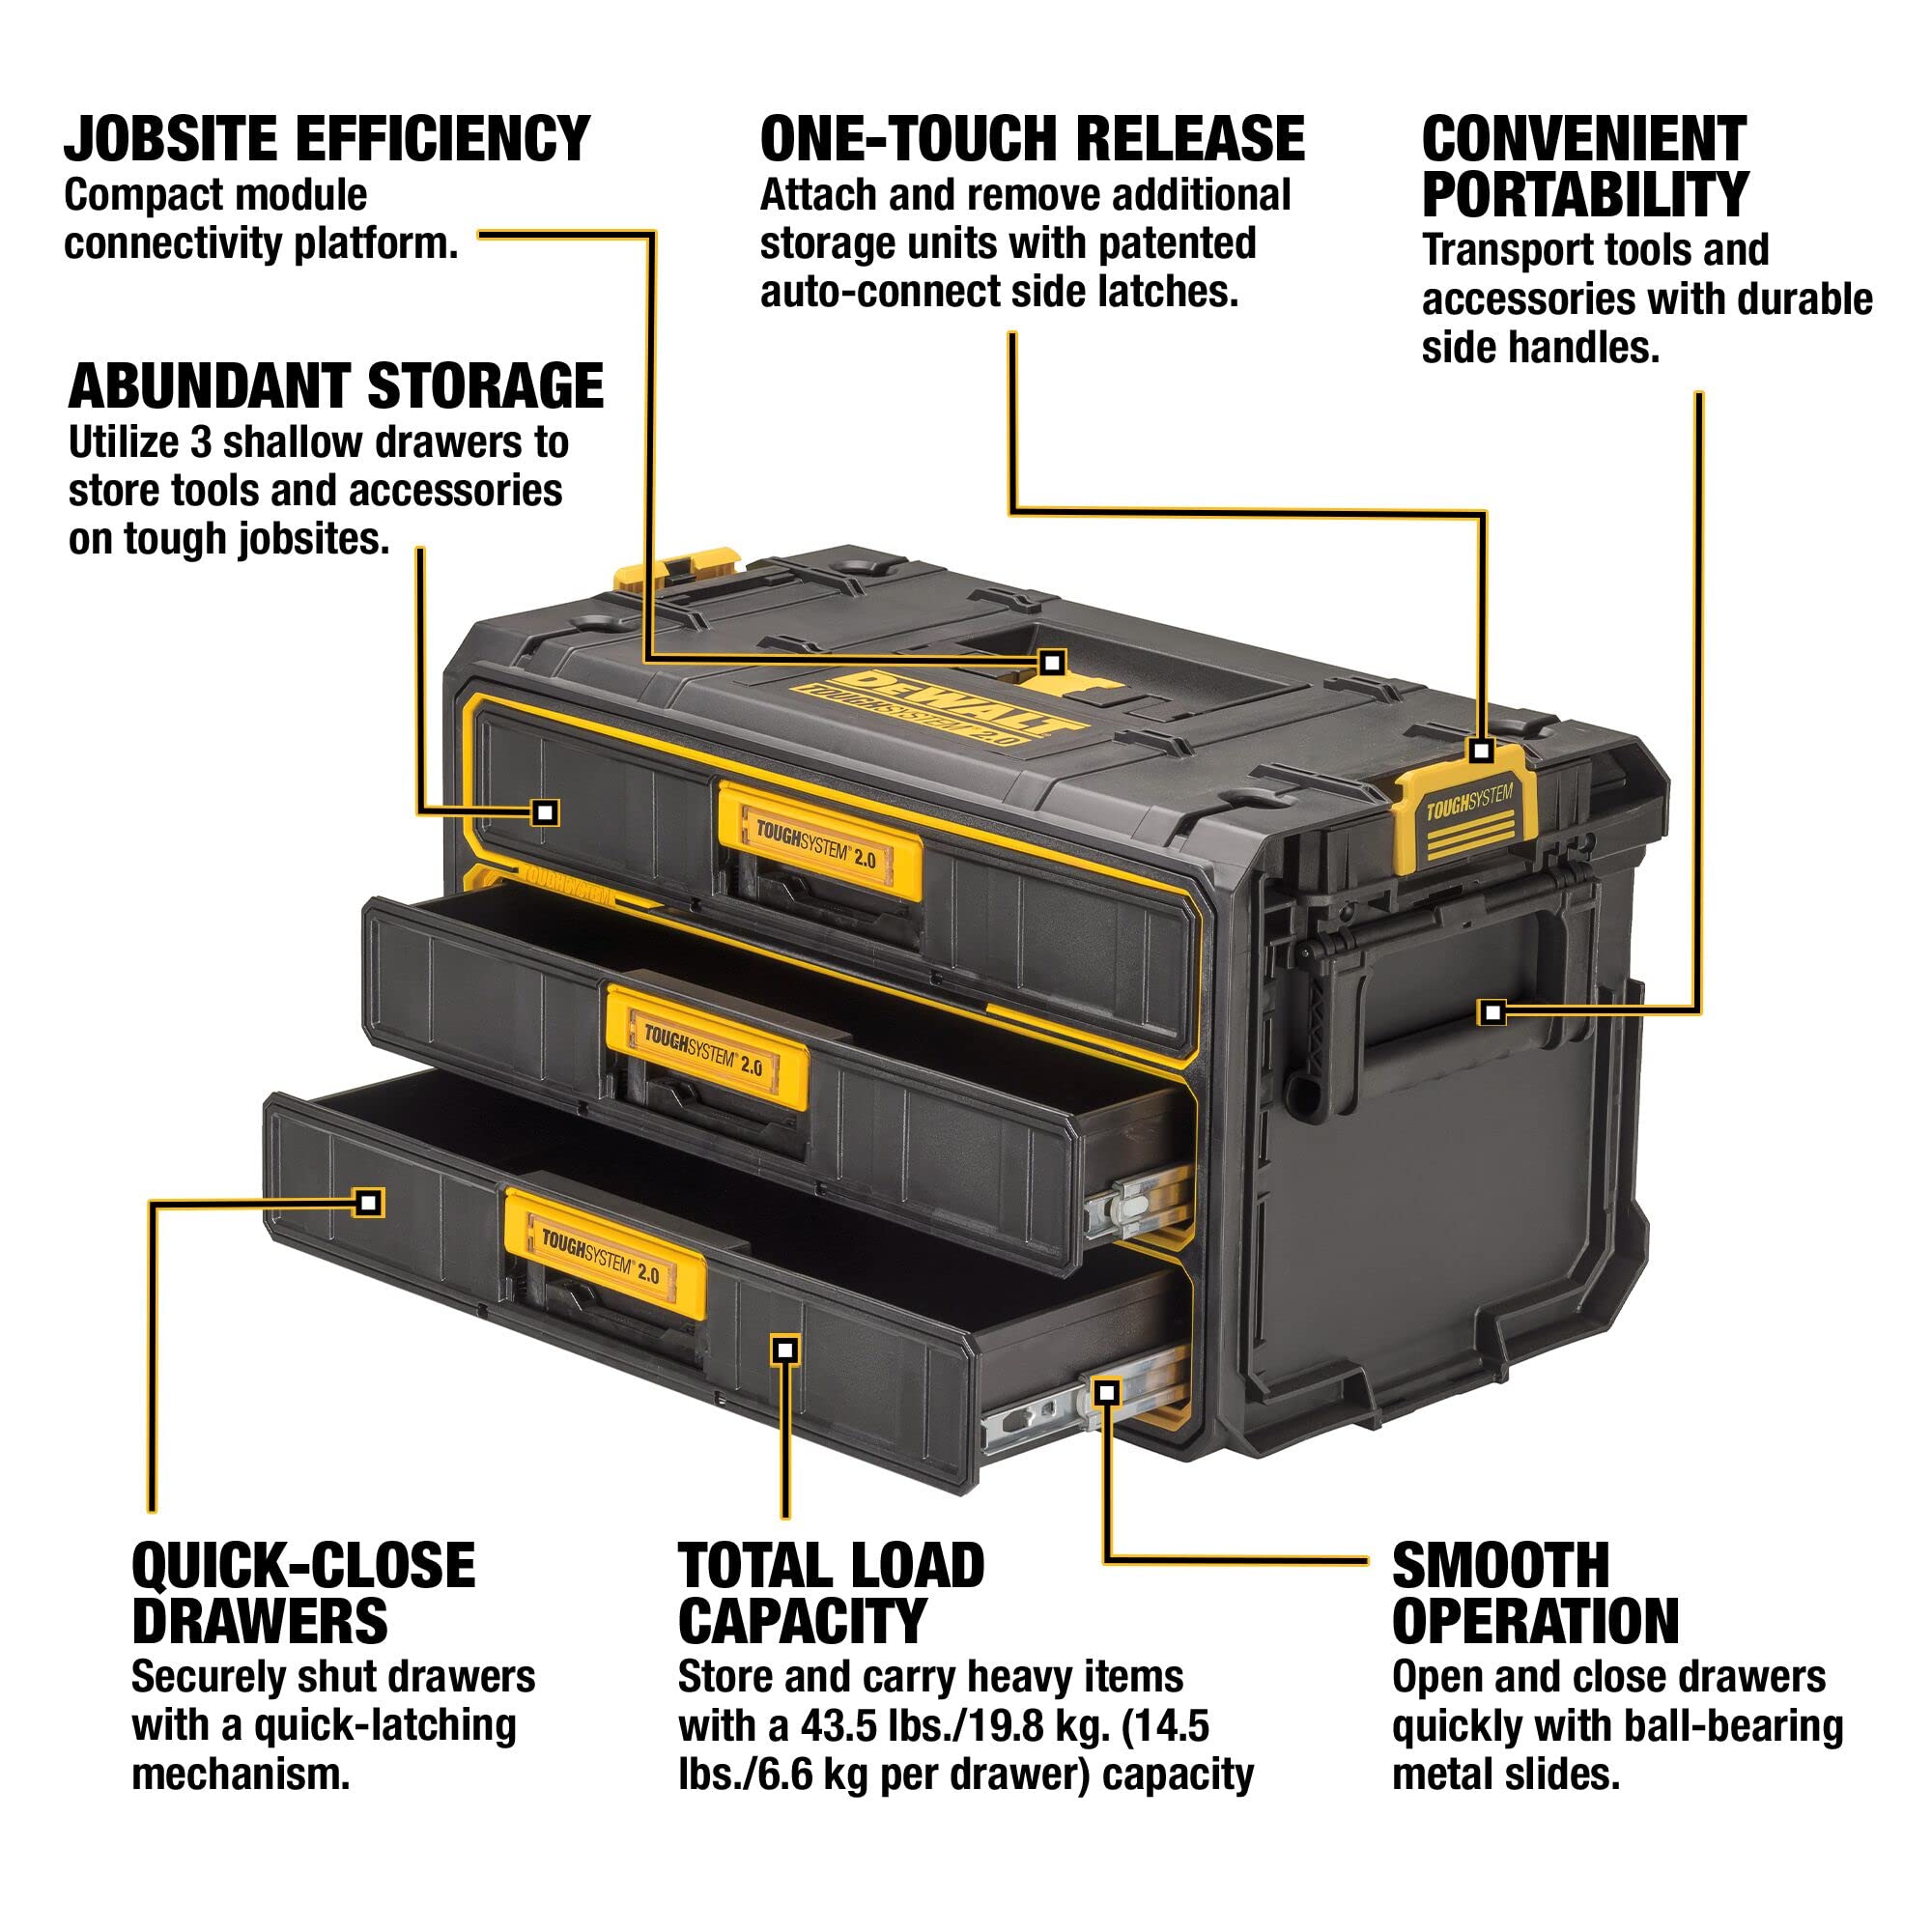 JOBSITE EFFICIENCY
Compact module
connectivity platform.
ONE-TOUCH RELEASE
Attach and remove additional
storage units with patented
auto-connect side latches.
CONVENIENT
PORTABILITY
Transport tools and
accessories with durable
side handles.
ABUNDANT STORAGE
Utilize 3 shallow drawers to
store tools and accessories
on tough jobsites.
DEWALT
TOUGHSYSTEM 2.0
TOUGHSYSTEM
TOUGHSYSTEM® 2.0
TOUGHSYSTEM
TOUGHSYSTEM® 2.0
TOUGHSYSTEM® 2.0
QUICK-CLOSE
DRAWERS
Securely shut drawers
with a quick-latching
mechanism.
TOTAL LOAD
CAPACITY
Store and carry heavy items
with a 43.5 lbs./19.8 kg. (14.5
lbs./6.6 kg per drawer) capacity
SMOOTH
OPERATION
Open and close drawers
quickly with ball-bearing
metal slides.